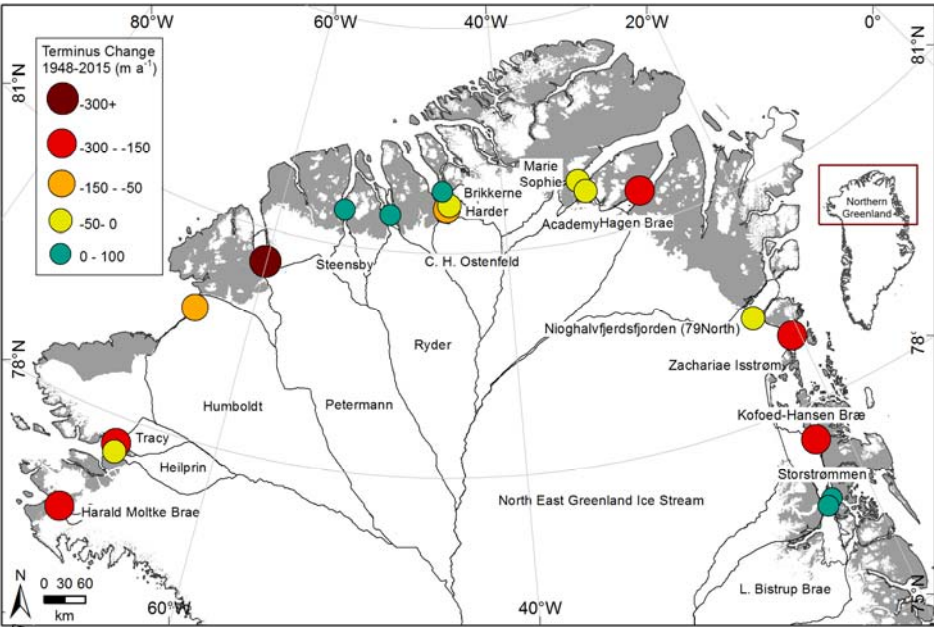 80°W
60°W
40°W
20°W
0°
81°N
81°N
Terminus Change
1948-2015 (m a⁻¹)
-300+
-300 - -150
-150 - -50
-50- 0
0 - 100
Northern
Greenland
Marie
Sophie
Brikkerne
Harder
Academy
Hagen Brae
Steensby
C. H. Ostenfeld
Nioghalvfjerdsfjorden (79North)
78°N
78°
Ryder
Zachariae Isstrøm
Humboldt
Petermann
Kofoed-Hansen Bræ
Tracy
Heilprin
Storstrømmen
North East Greenland Ice Stream
Harald Moltke Brae
L. Bistrup Brae
N
0 30 60
km
60°W
40°W
75°N